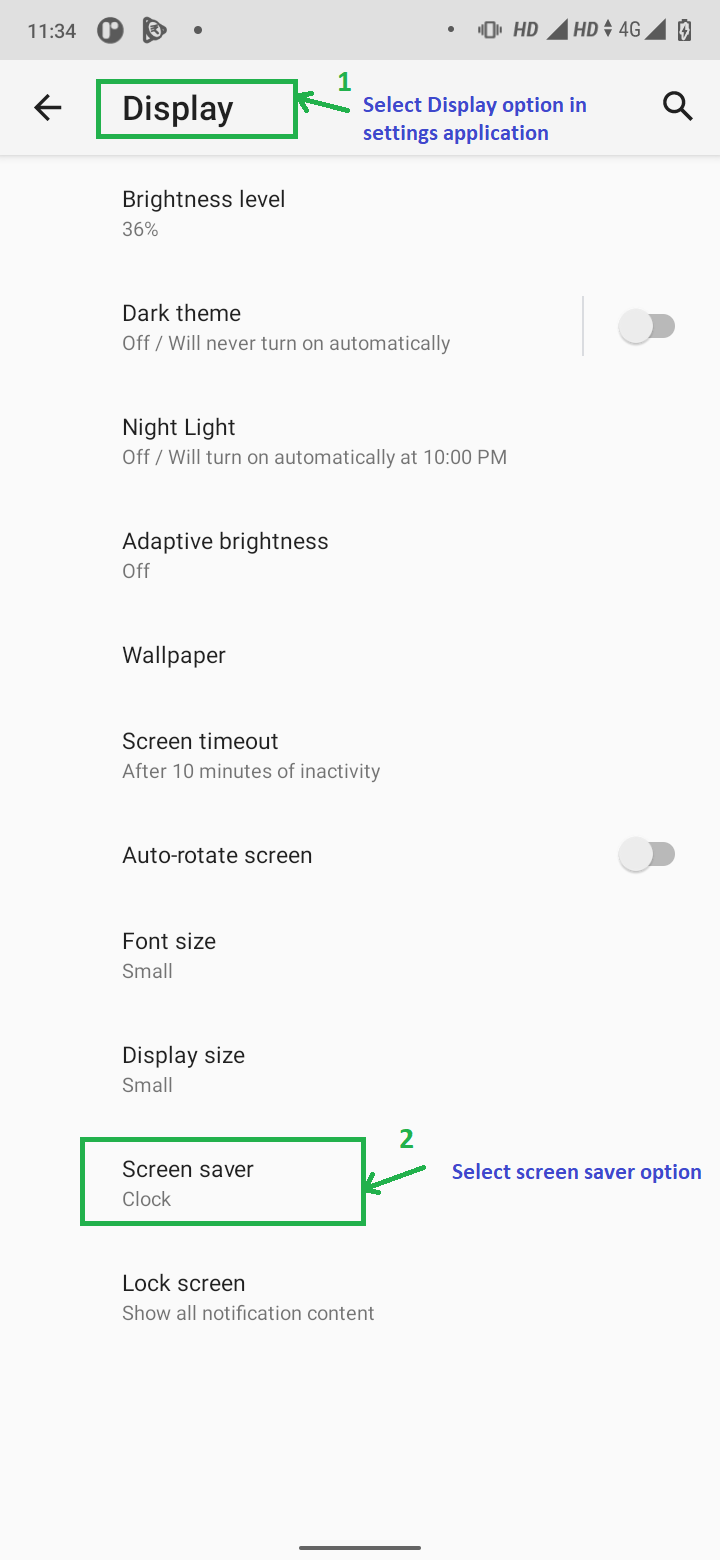 11:34
HD HD 4G
1
Display
Select Display option in
settings application
Brightness level
36%
Dark theme
Off / Will never turn on automatically
Night Light
Off / Will turn on automatically at 10:00 PM
Adaptive brightness
Off
Wallpaper
Screen timeout
After 10 minutes of inactivity
Auto-rotate screen
Font size
Small
Display size
Small
2
Screen saver
Select screen saver option
Clock
Lock screen
Show all notification content